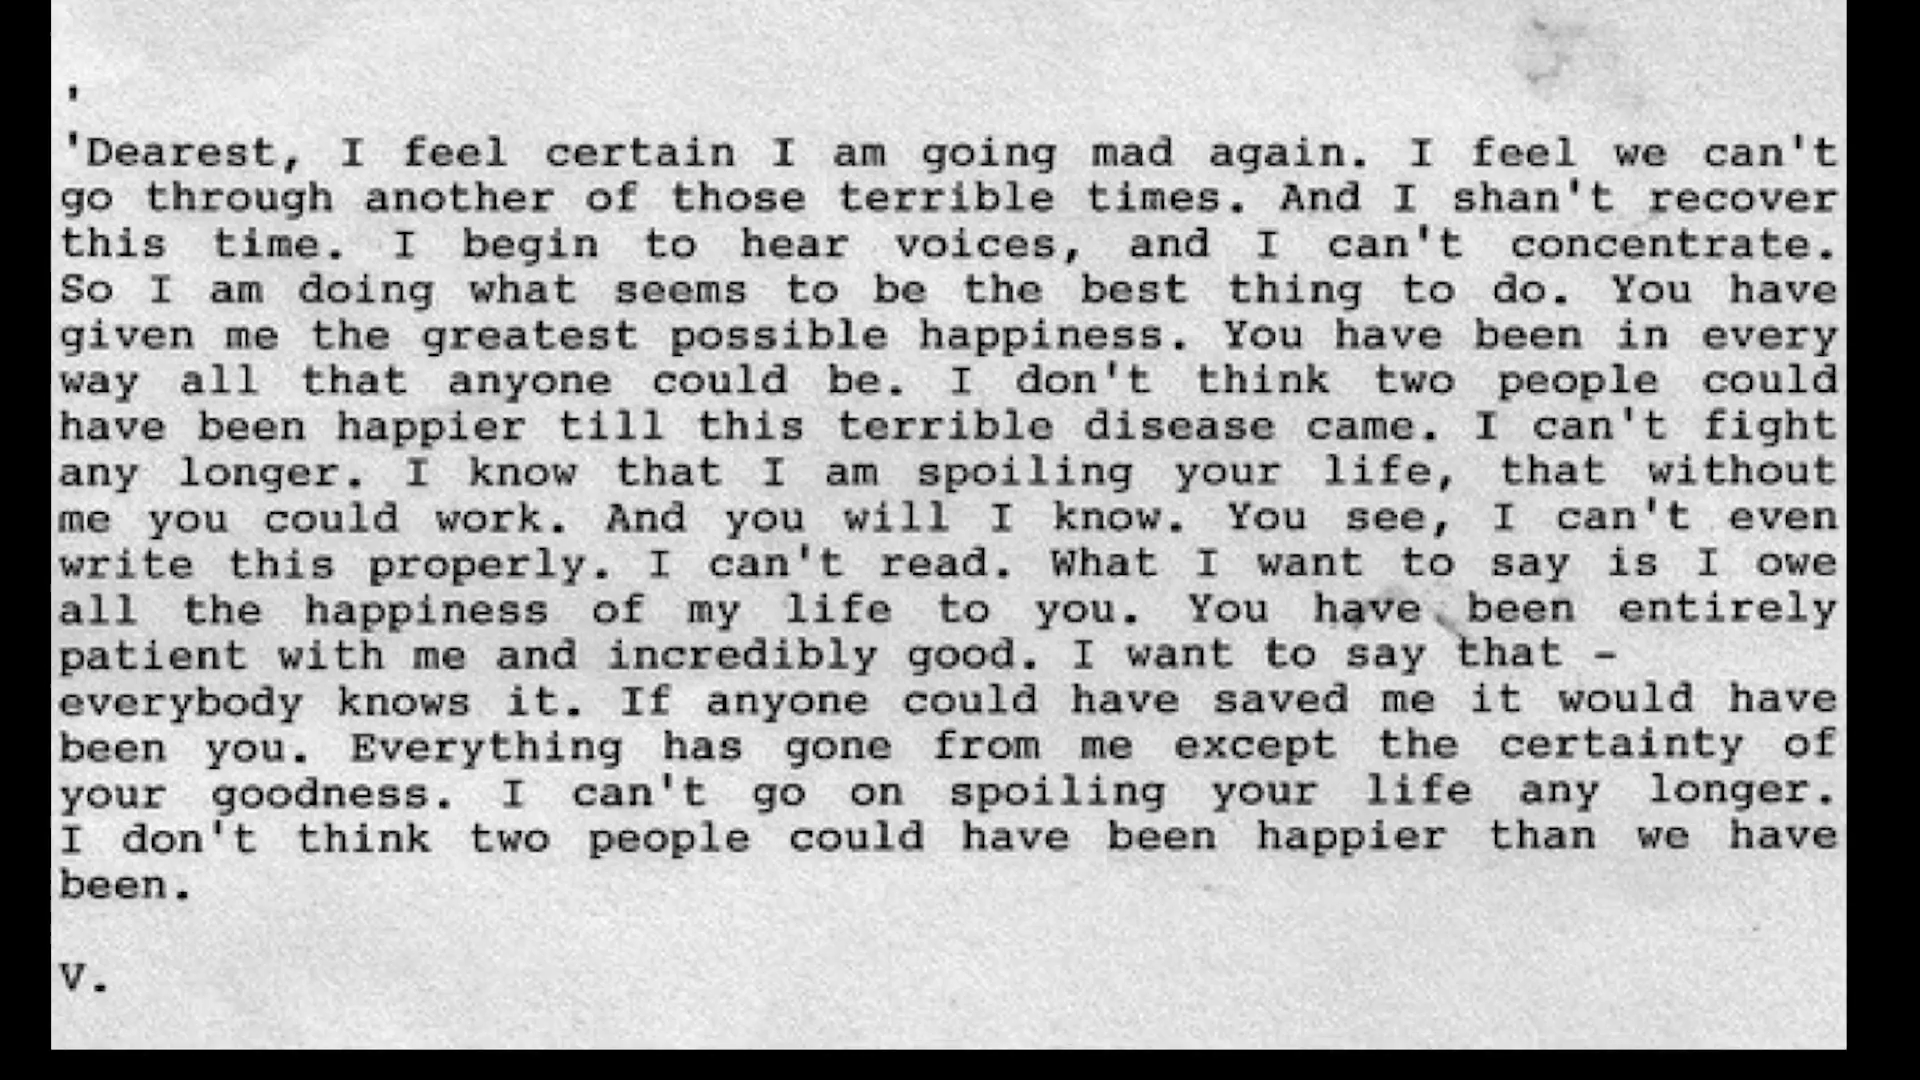 '
'Dearest, I feel certain I am going mad again. I feel we can't
go through another of those terrible times. And I shan't recover
this time. I begin to hear voices, and I can't concentrate.
So I am doing what seems to be the best thing to do. You have
given me the greatest possible happiness. You have been in every
way all that anyone could be. I don't think two people could
have been happier till this terrible disease came. I can't fight
any longer. I know that I am spoiling your life, that without
me you could work. And you will I know. You see, I can't even
write this properly. I can't read. What I want to say is I owe
all the happiness of my life to you. You have been entirely
patient with me and incredibly good. I want to say that –
everybody knows it. If anyone could have saved me it would have
been you. Everything has gone from me except the certainty of
your goodness. I can't go on spoiling your life any longer.
I don't think two people could have been happier than we have
been.
V.